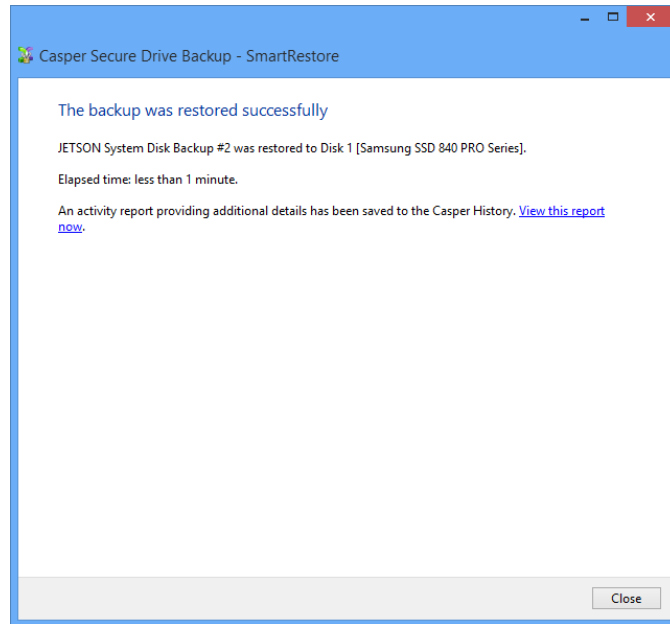 Casper Secure Drive Backup - SmartRestore
The backup was restored successfully
JETSON System Disk Backup #2 was restored to Disk 1 [Samsung SSD 840 PRO Series].
Elapsed time: less than 1 minute.
An activity report providing additional details has been saved to the Casper History. View this report
now.
Close